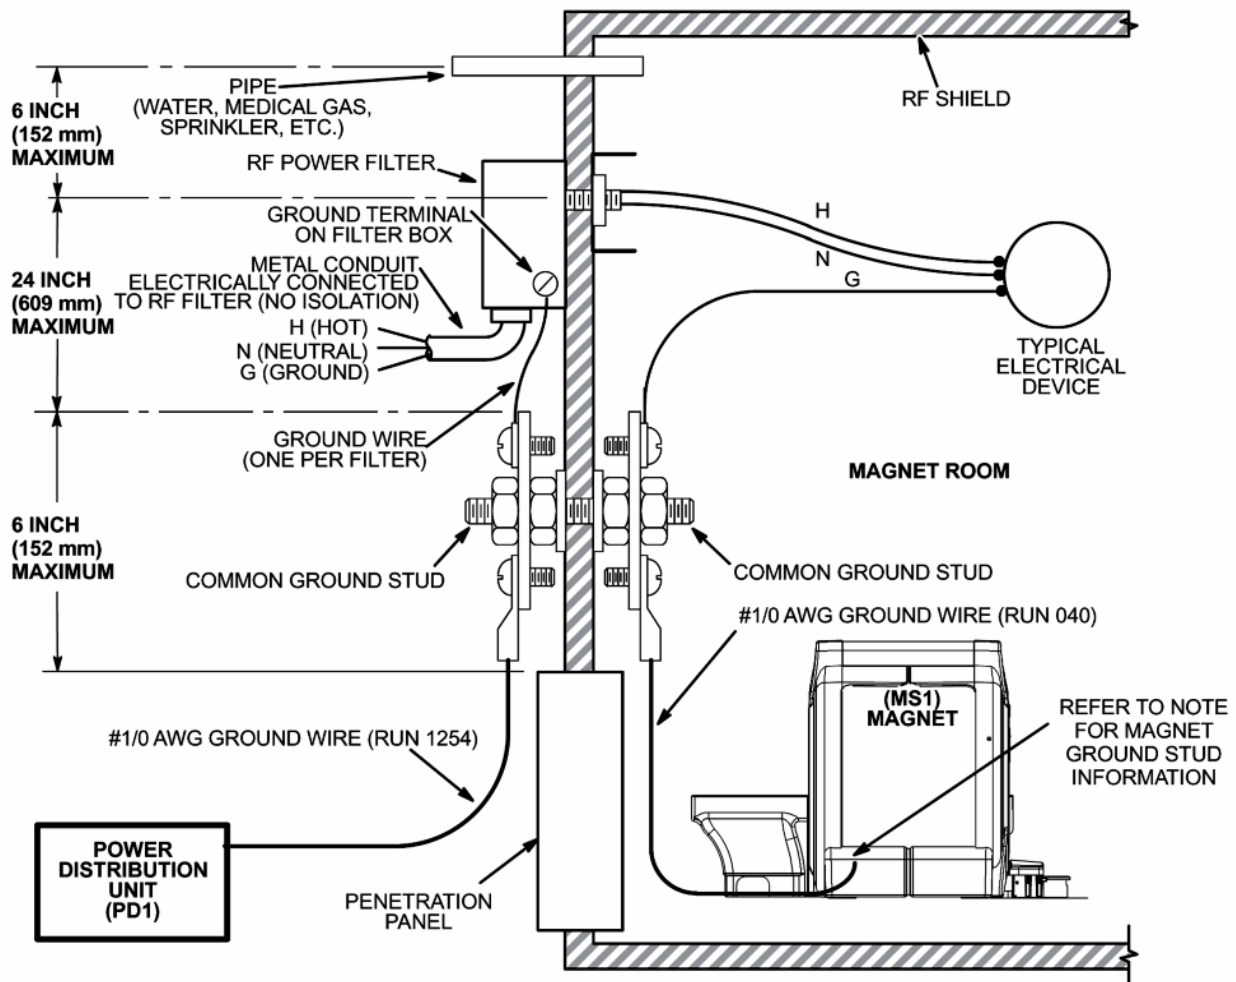 RF SHIELD
PIPE
(WATER, MEDICAL GAS,
SPRINKLER, ETC.)
6 INCH
(152 mm)
MAXIMUM
RF POWER FILTER
GROUND TERMINAL
ON FILTER BOX
METAL CONDUIT
ELECTRICALLY CONNECTED
TO RF FILTER (NO ISOLATION)
24 INCH
(609 mm)
MAXIMUM
H (HOT)
N (NEUTRAL)
G (GROUND)
H
N
G
TYPICAL
ELECTRICAL
DEVICE
GROUND WIRE
(ONE PER FILTER)
MAGNET ROOM
6 INCH
(152 mm)
MAXIMUM
COMMON GROUND STUD
COMMON GROUND STUD
#1/0 AWG GROUND WIRE (RUN 040)
(MS1)
MAGNET
REFER TO NOTE
FOR MAGNET
GROUND STUD
INFORMATION
#1/0 AWG GROUND WIRE (RUN 1254)
POWER
DISTRIBUTION
UNIT
(PD1)
PENETRATION
PANEL